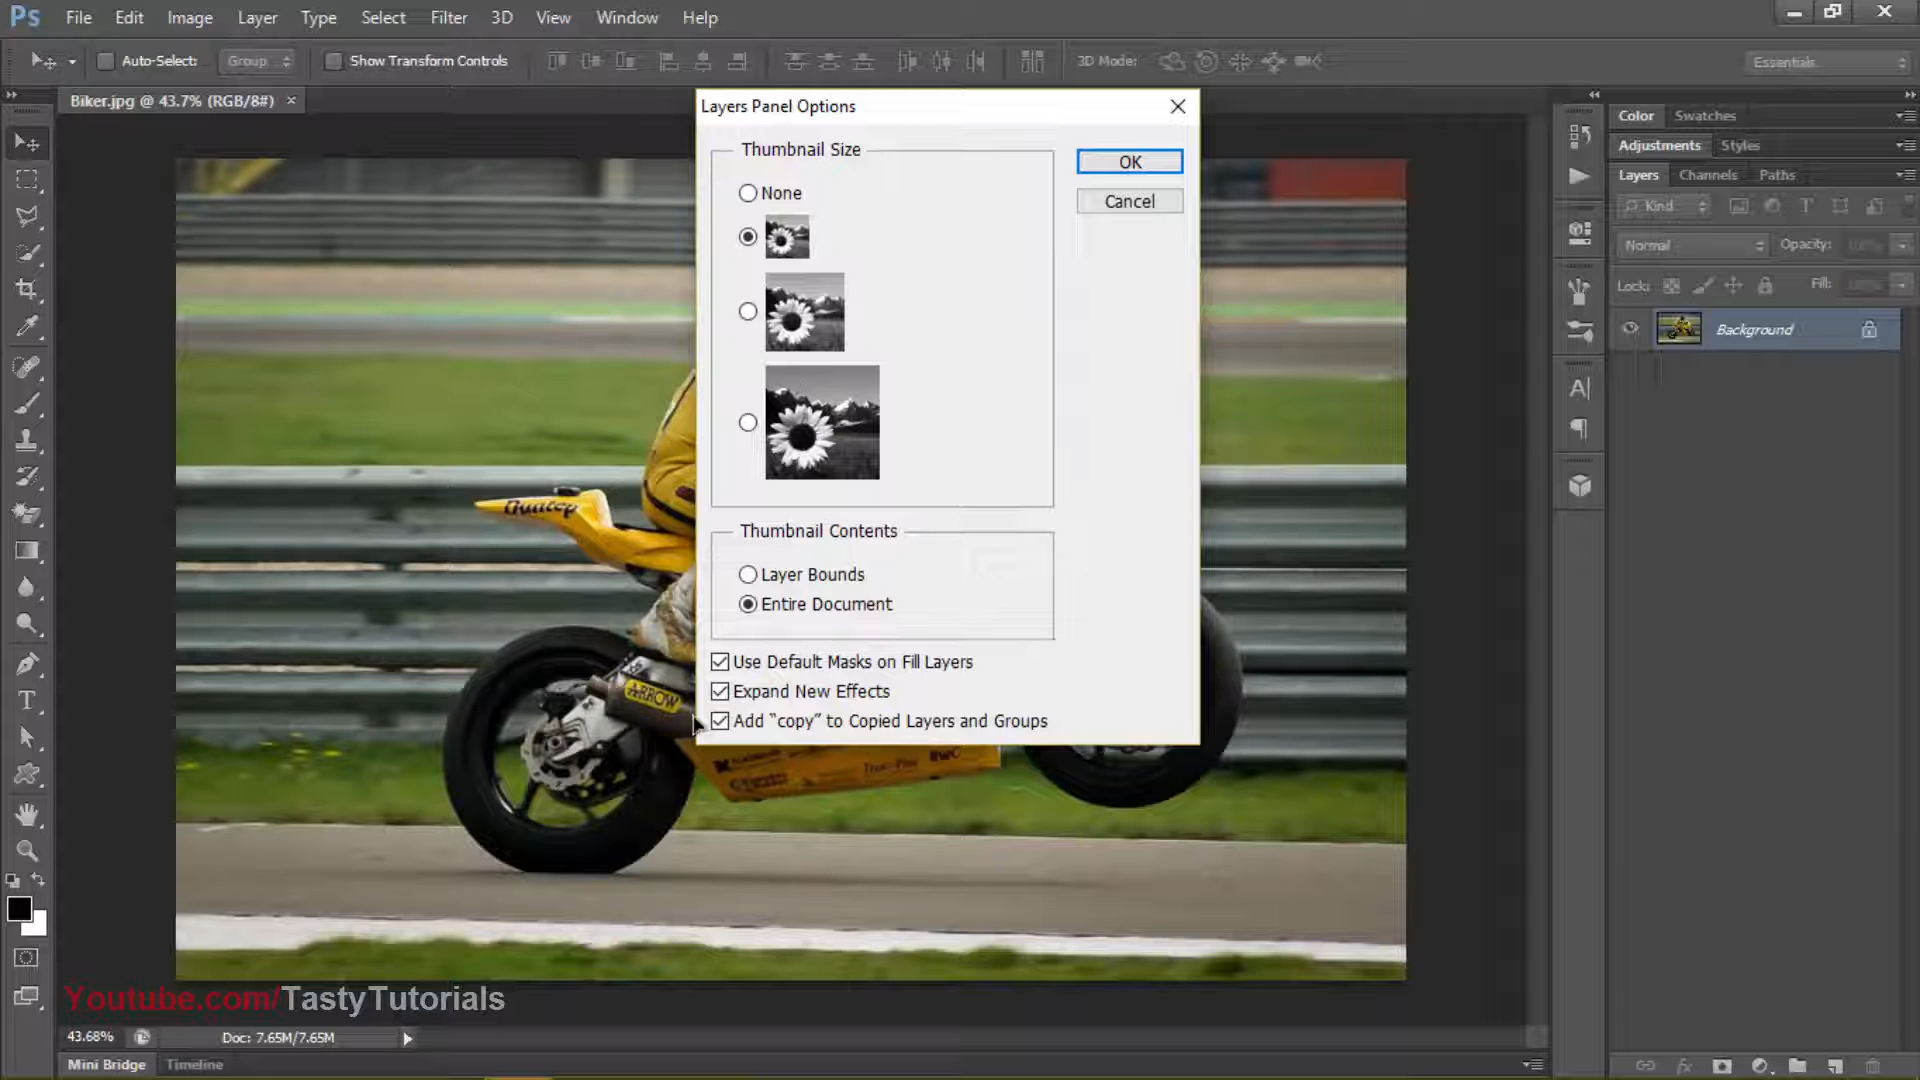 Ps File Edit Image Layer Type Select Filter 3D View Window Help
Auto-Select: Group Show Transform Controls 3D Mode: Essentials
Biker.jpg @ 43.7% (RGB/8#)
Layers Panel Options
Thumbnail Size
None
OK
Cancel
Thumbnail Contents
Layer Bounds
Entire Document
Use Default Masks on Fill Layers
Expand New Effects
Add “copy” to Copied Layers and Groups
Color Swatches
Adjustments Styles
Layers Channels Paths
Kind
Normal Opacity: 100%
Lock: Fill: 100%
Background
ARROW
Youtube.com/TastyTutorials
43.68% Doc: 7.65M/7.65M
Mini Bridge Timeline